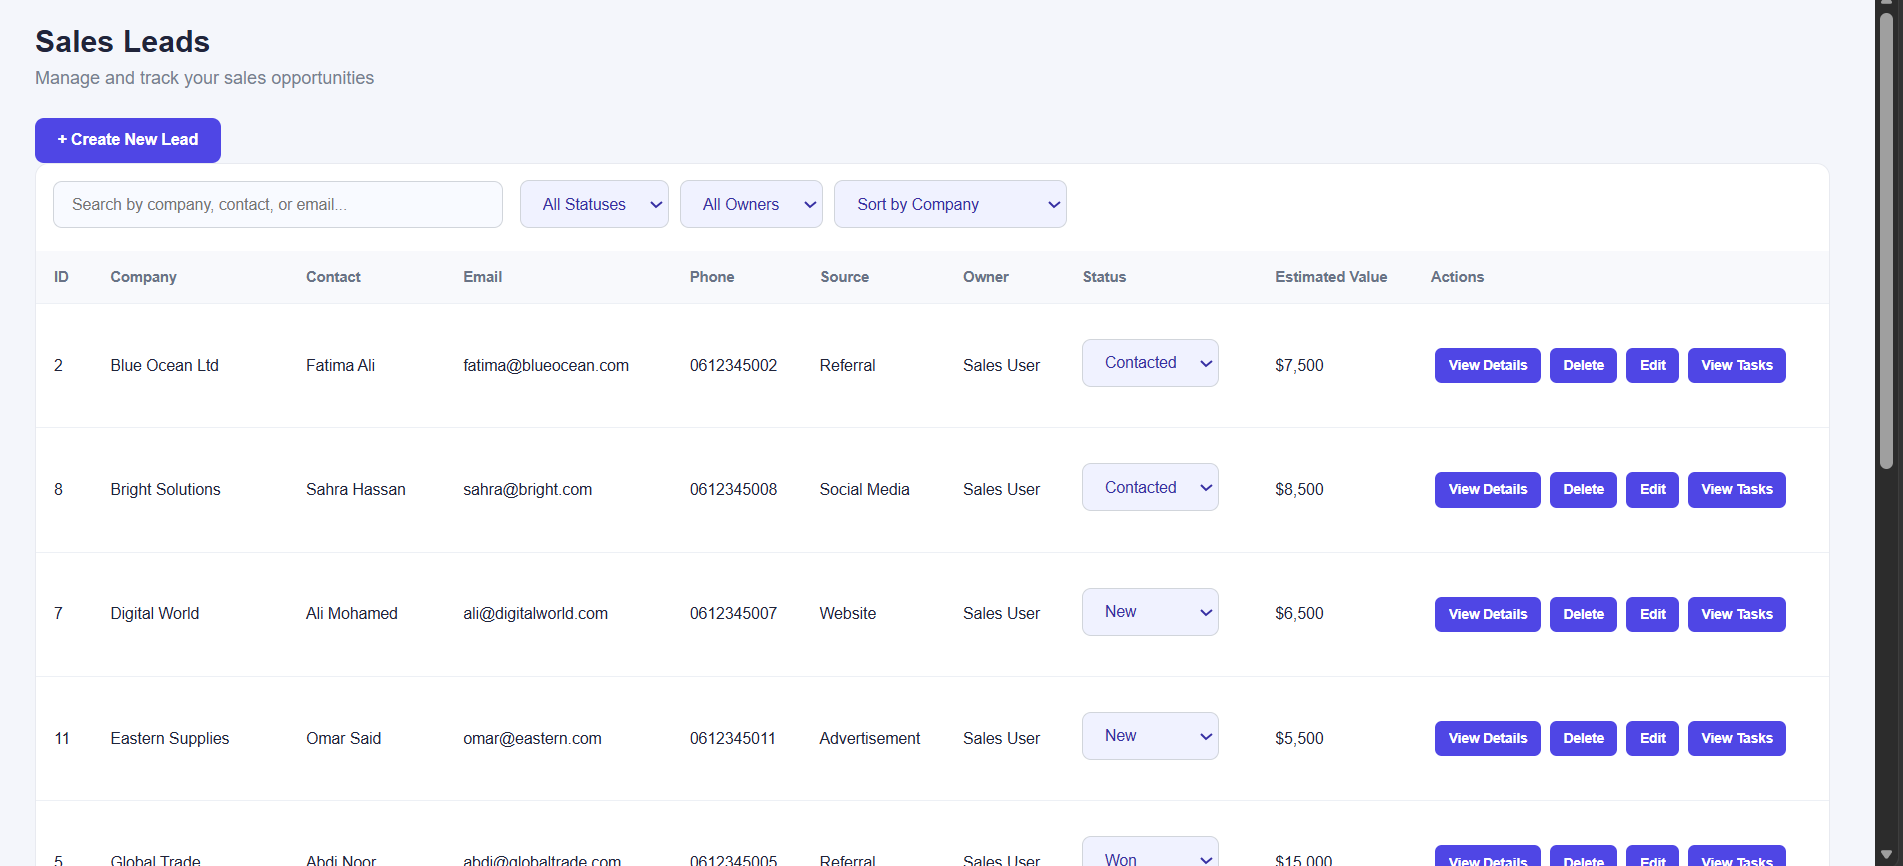 Sales Leads
Manage and track your sales opportunities
+ Create New Lead
Search by company, contact, or email... All Statuses All Owners Sort by Company
ID Company Contact Email Phone Source Owner Status Estimated Value Actions
2 Blue Ocean Ltd Fatima Ali fatima@blueocean.com 0612345002 Referral Sales User Contacted $7,500 View Details Delete Edit View Tasks
8 Bright Solutions Sahra Hassan sahra@bright.com 0612345008 Social Media Sales User Contacted $8,500 View Details Delete Edit View Tasks
7 Digital World Ali Mohamed ali@digitalworld.com 0612345007 Website Sales User New $6,500 View Details Delete Edit View Tasks
11 Eastern Supplies Omar Said omar@eastern.com 0612345011 Advertisement Sales User New $5,500 View Details Delete Edit View Tasks
5 Global Trade Abdi Noor abdi@globaltrade.com 0612345005 Referral Sales User Won $15,000 View Details Delete Edit View Tasks